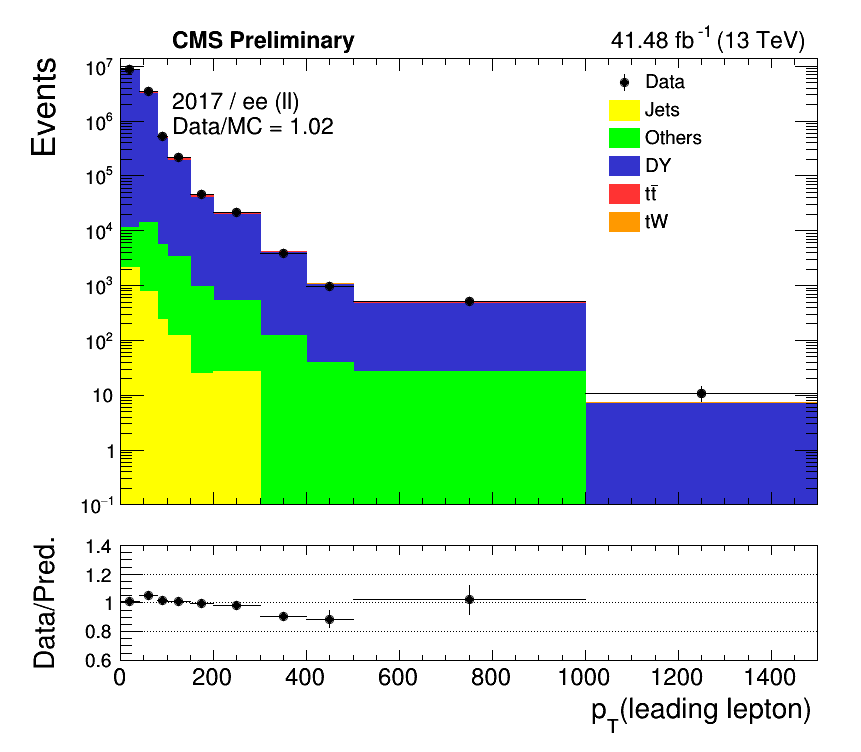 CMS Preliminary 41.48 fb⁻¹ (13 TeV)
Events
10⁷
10⁶
10⁵
10⁴
10³
10²
10
1
10⁻¹
2017 / ee (ll)
Data/MC = 1.02
Data
Jets
Others
DY
tt̄
tW
Data/Pred.
1.4
1.2
1
0.8
0.6
0 200 400 600 800 1000 1200 1400
p_T(leading lepton)